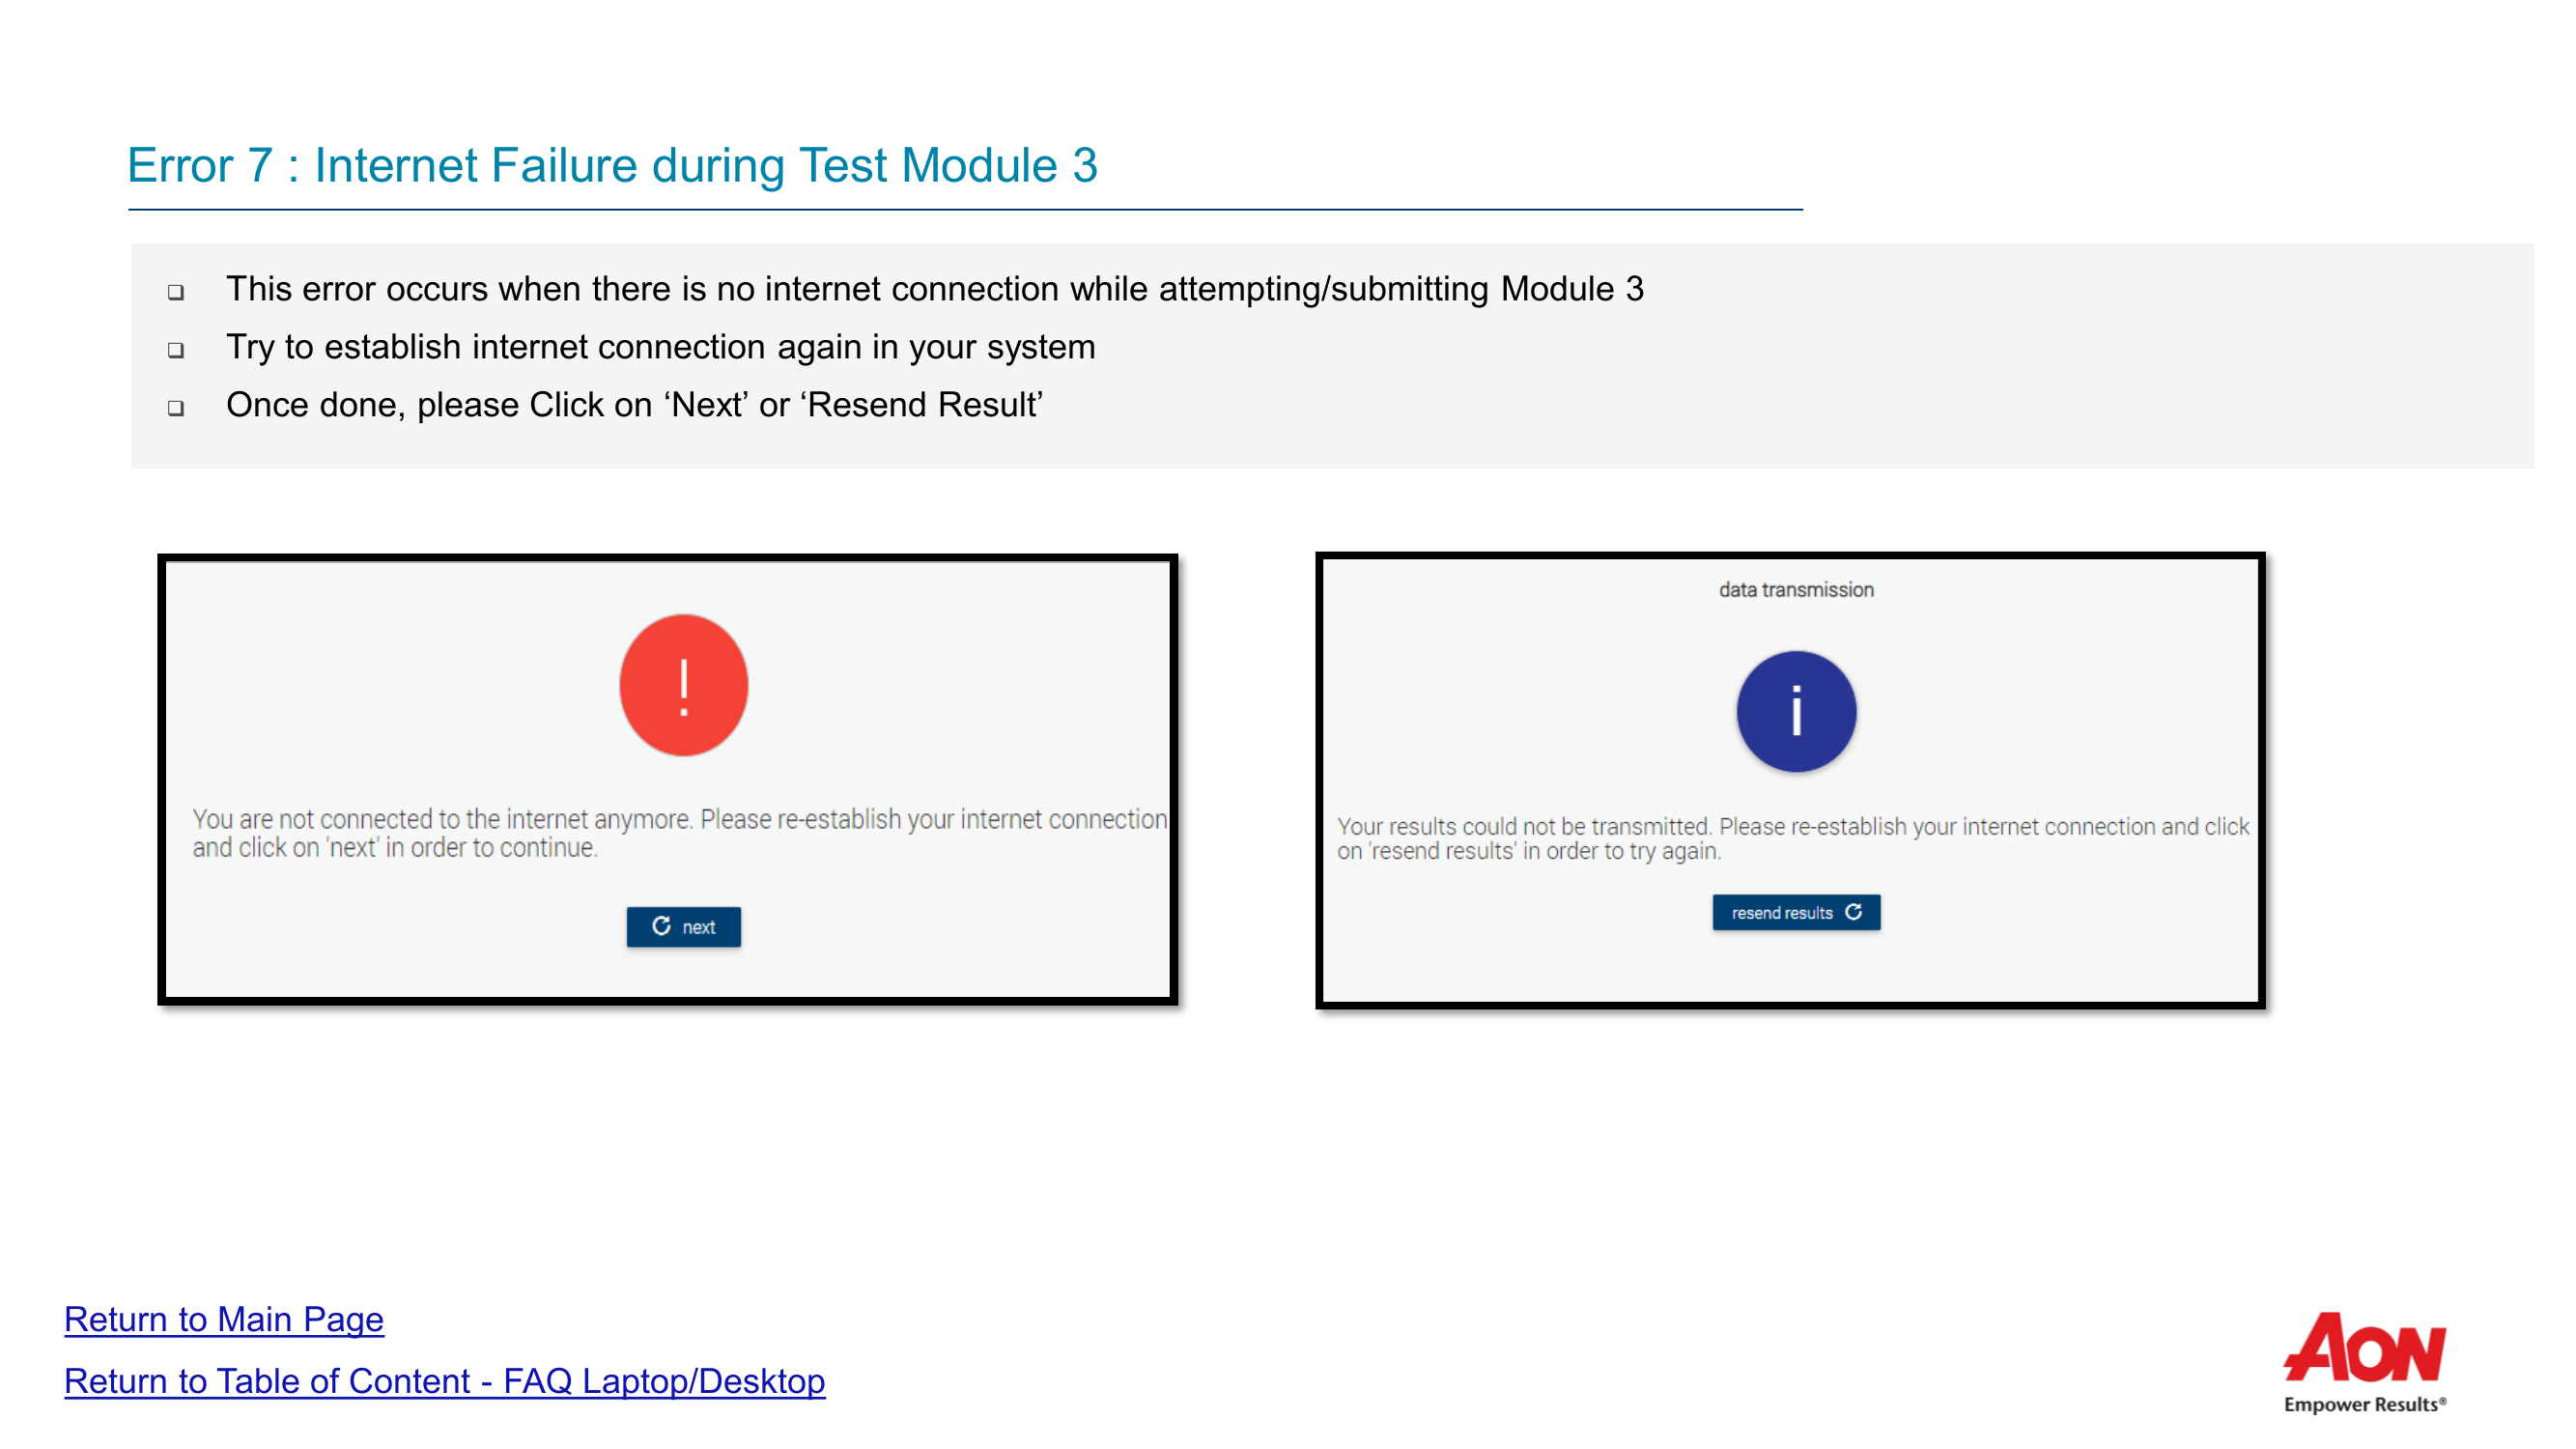 Error 7 : Internet Failure during Test Module 3
❑ This error occurs when there is no internet connection while attempting/submitting Module 3
❑ Try to establish internet connection again in your system
❑ Once done, please Click on ‘Next’ or ‘Resend Result’
!
You are not connected to the internet anymore. Please re-establish your internet connection
and click on 'next' in order to continue.
next
data transmission
i
Your results could not be transmitted. Please re-establish your internet connection and click
on 'resend results' in order to try again.
resend results
Return to Main Page
Return to Table of Content - FAQ Laptop/Desktop
AON
Empower Results®